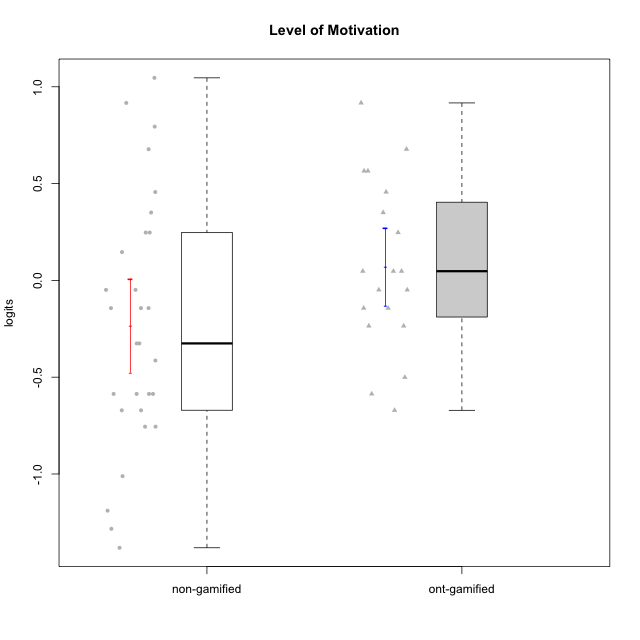 Level of Motivation
logits
1.0
0.5
0.0
-0.5
-1.0
non-gamified
ont-gamified